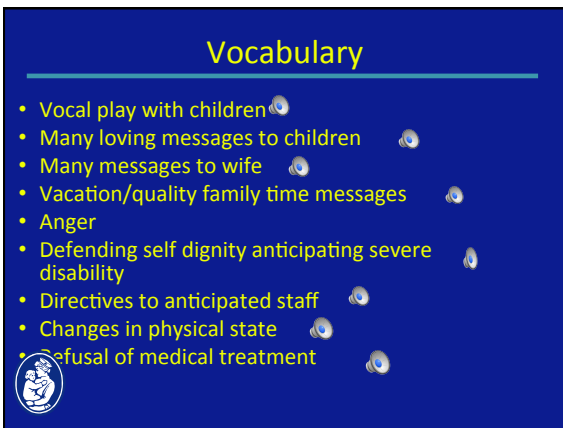 Vocabulary
• Vocal play with children
• Many loving messages to children
• Many messages to wife
• Vacation/quality family time messages
• Anger
• Defending self dignity anticipating severe
disability
• Directives to anticipated staff
• Changes in physical state
• Refusal of medical treatment